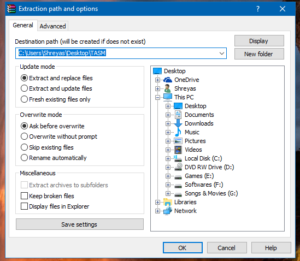 Extraction path and options
General
Advanced
Destination path (will be created if does not exist)
Display
C:\Users\Shreyas\Desktop\TASM
New folder
Update mode
Extract and replace files
Extract and update files
Fresh existing files only
Overwrite mode
Ask before overwrite
Overwrite without prompt
Skip existing files
Rename automatically
Miscellaneous
Extract archives to subfolders
Keep broken files
Display files in Explorer
Save settings
Desktop
OneDrive
Shreyas
This PC
Desktop
Documents
Downloads
Music
Pictures
Videos
Local Disk (C:)
DVD RW Drive (D:)
Games (E:)
Softwares (F:)
Songs & Movies (G:)
Libraries
Network
OK
Cancel
Help